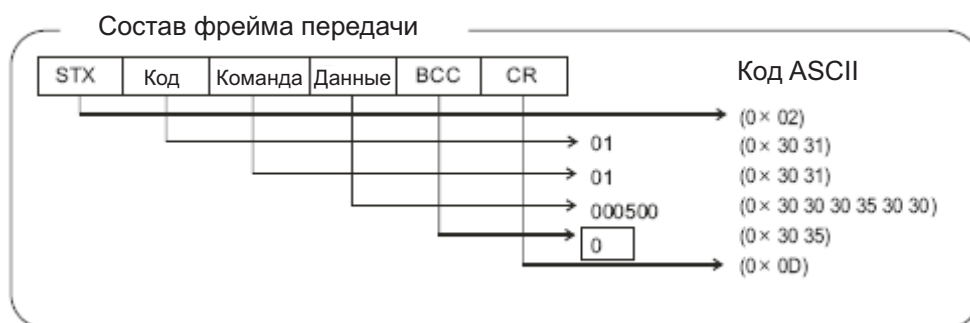 Состав фрейма передачи
STX Код Команда Данные BCC CR
Код ASCII
(0× 02)
01 (0× 30 31)
01 (0× 30 31)
000500 (0× 30 30 30 35 30 30)
0 (0× 30 35)
(0× 0D)